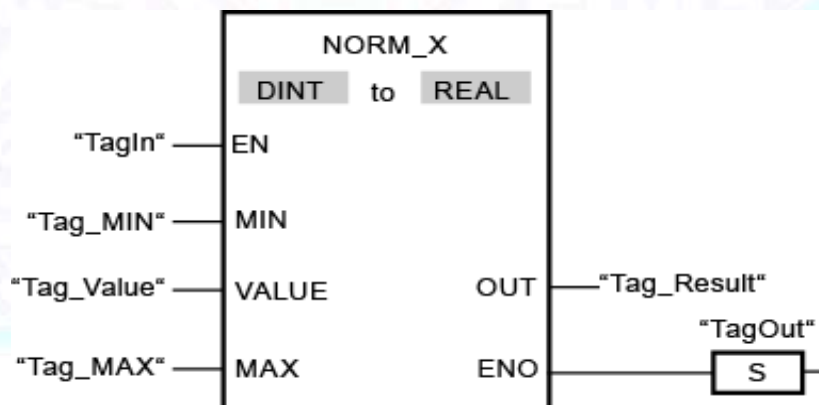 NORM_X
DINT to REAL
“TagIn“ EN
“Tag_MIN“ MIN
“Tag_Value“ VALUE OUT “Tag_Result“
“TagOut“
“Tag_MAX“ MAX ENO S